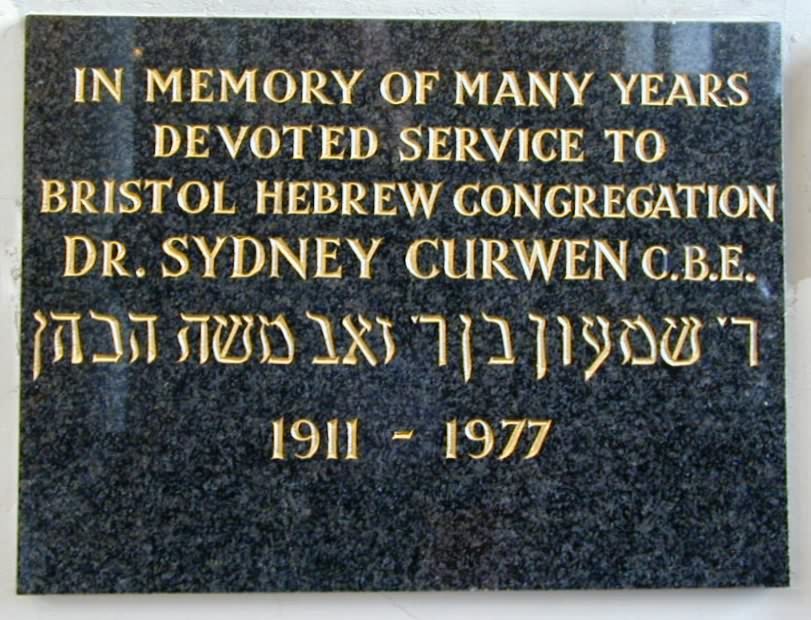 IN MEMORY OF MANY YEARS
DEVOTED SERVICE TO
BRISTOL HEBREW CONGREGATION
DR. SYDNEY CURWEN C.B.E.
ר' שמעון בן ר' זאב משה הכהן
1911 - 1977